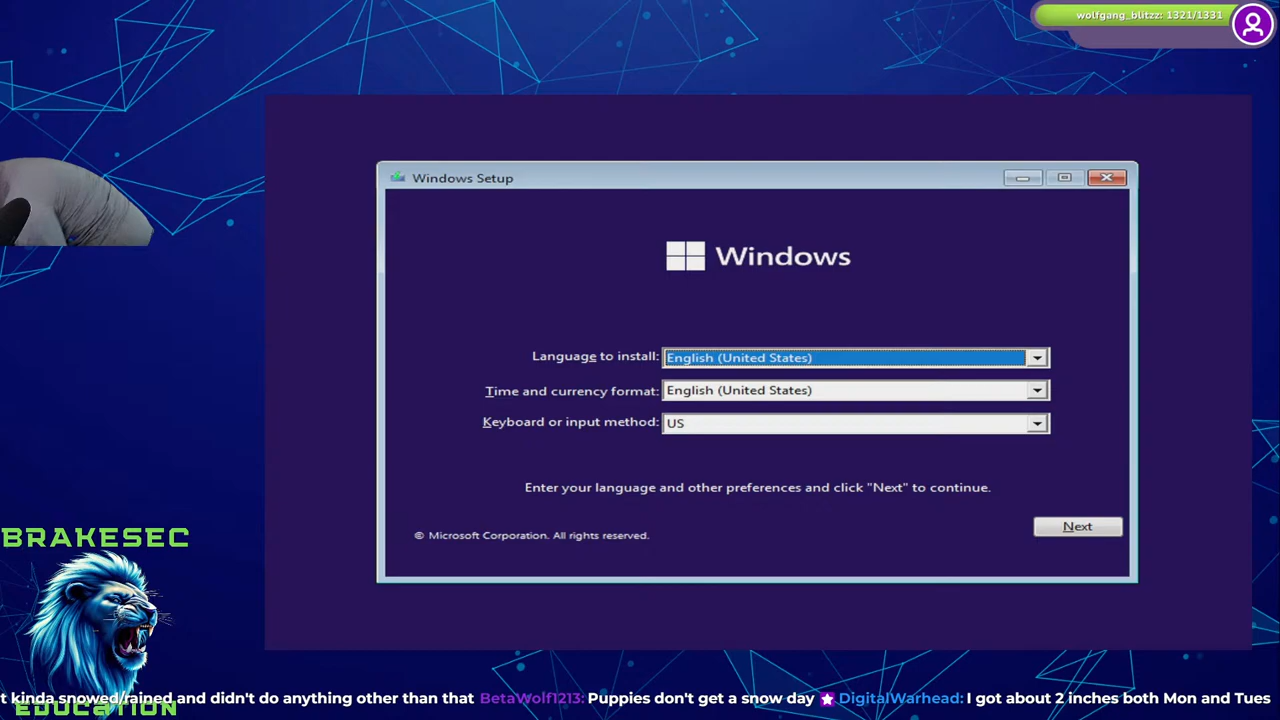 wolfgang_blitzz: 1321/1331
Windows Setup
Windows
Language to install: English (United States)
Time and currency format: English (United States)
Keyboard or input method: US
Enter your language and other preferences and click "Next" to continue.
© Microsoft Corporation. All rights reserved.
Next
BRAKESEC
EDUCATION
t kinda snowed/rained and didn't do anything other than that BetaWolf1213: Puppies don't get a snow day DigitalWarhead: I got about 2 inches both Mon and Tues